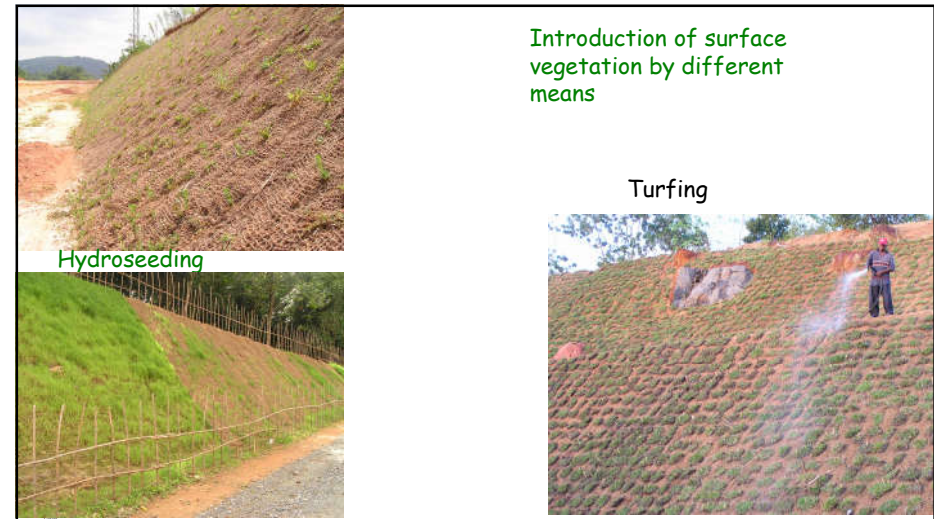 Introduction of surface
vegetation by different
means
Turfing
Hydroseeding